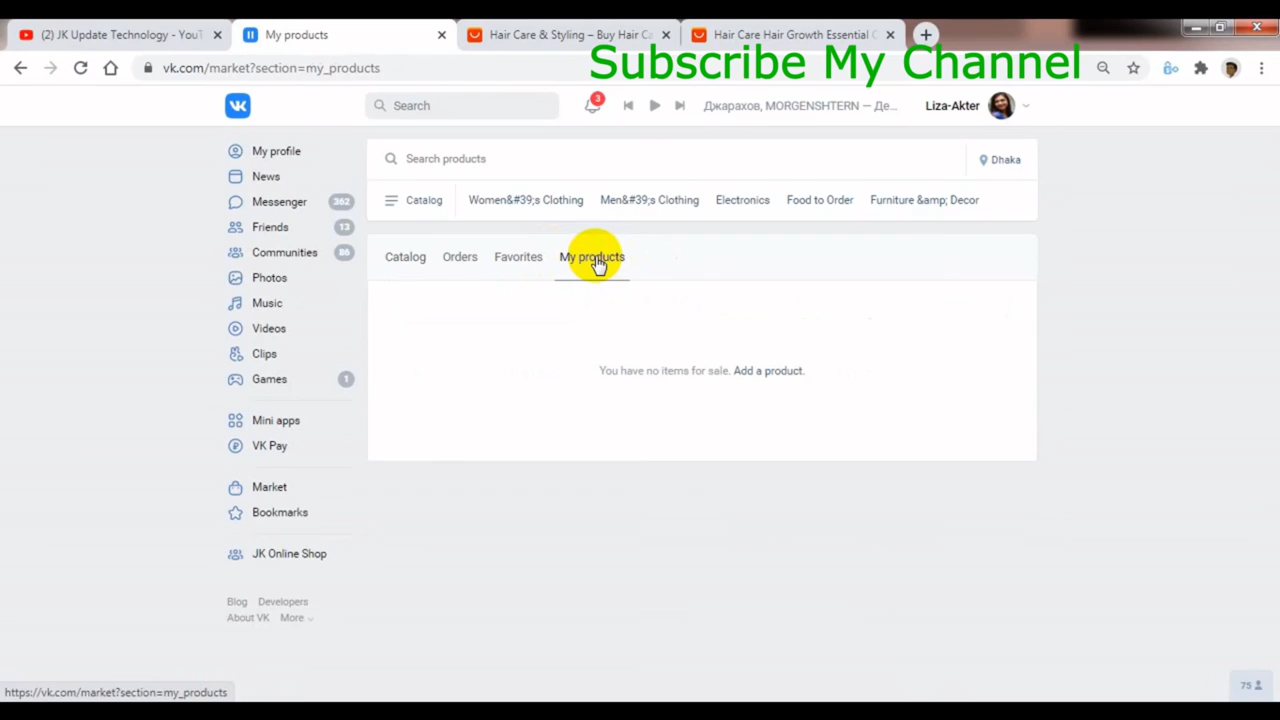 (2) JK Update Technology - YouT
My products
Hair Care & Styling – Buy Hair Ca
Hair Care Hair Growth Essential C
Subscribe My Channel
vk.com/market?section=my_products
Search
3
Джарахов, MORGENSHTERN — Де...
Liza-Akter
My profile
News
Messenger 362
Friends 13
Communities 86
Photos
Music
Videos
Clips
Games 1
Mini apps
VK Pay
Market
Bookmarks
JK Online Shop
Blog Developers
About VK More
Search products
Dhaka
Catalog Women&#39;s Clothing Men&#39;s Clothing Electronics Food to Order Furniture &amp; Decor
Catalog Orders Favorites My products
You have no items for sale. Add a product.
https://vk.com/market?section=my_products
75